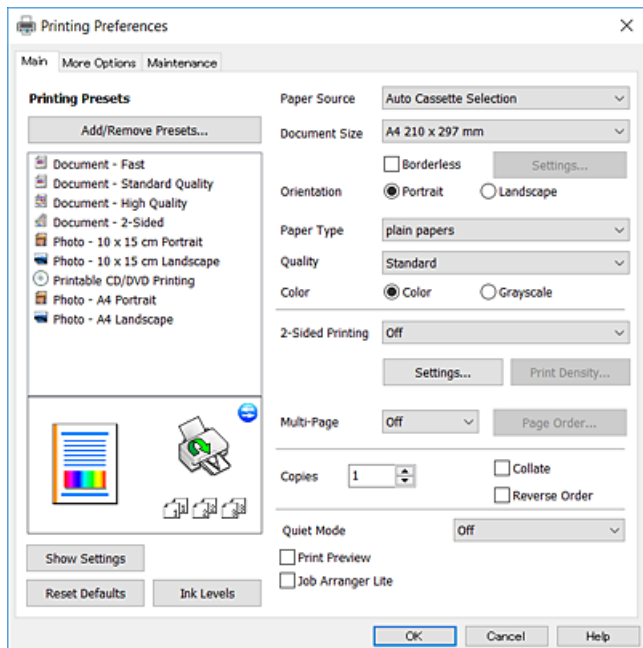 Printing Preferences
Main
More Options
Maintenance
Printing Presets
Add/Remove Presets...
Document - Fast
Document - Standard Quality
Document - High Quality
Document - 2-Sided
Photo - 10 x 15 cm Portrait
Photo - 10 x 15 cm Landscape
Printable CD/DVD Printing
Photo - A4 Portrait
Photo - A4 Landscape
Show Settings
Reset Defaults
Ink Levels
Paper Source
Auto Cassette Selection
Document Size
A4 210 x 297 mm
Borderless
Settings...
Orientation
Portrait
Landscape
Paper Type
plain papers
Quality
Standard
Color
Color
Grayscale
2-Sided Printing
Off
Settings...
Print Density...
Multi-Page
Off
Page Order...
Copies
1
Collate
Reverse Order
Quiet Mode
Off
Print Preview
Job Arranger Lite
OK
Cancel
Help